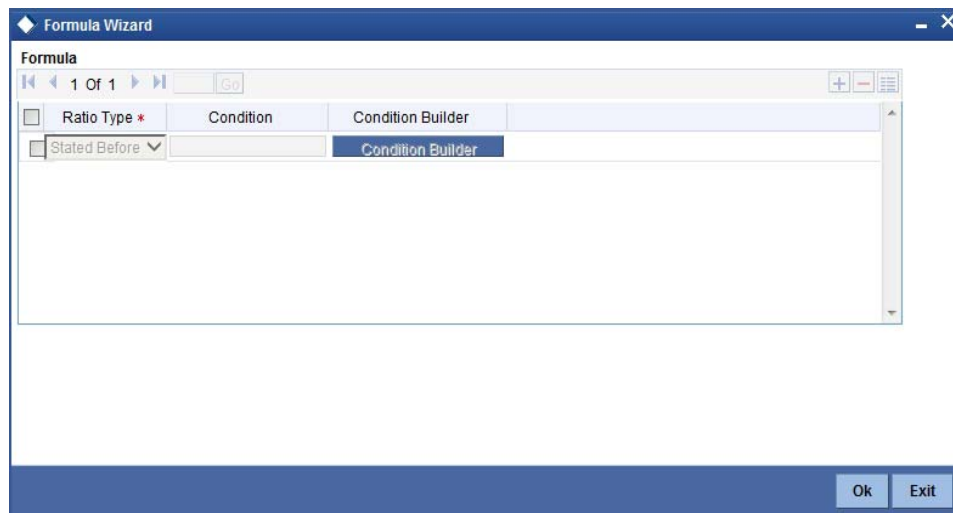 Formula Wizard
Formula
1 Of 1 Go
Ratio Type * Condition Condition Builder
Stated Before Condition Builder
Ok Exit